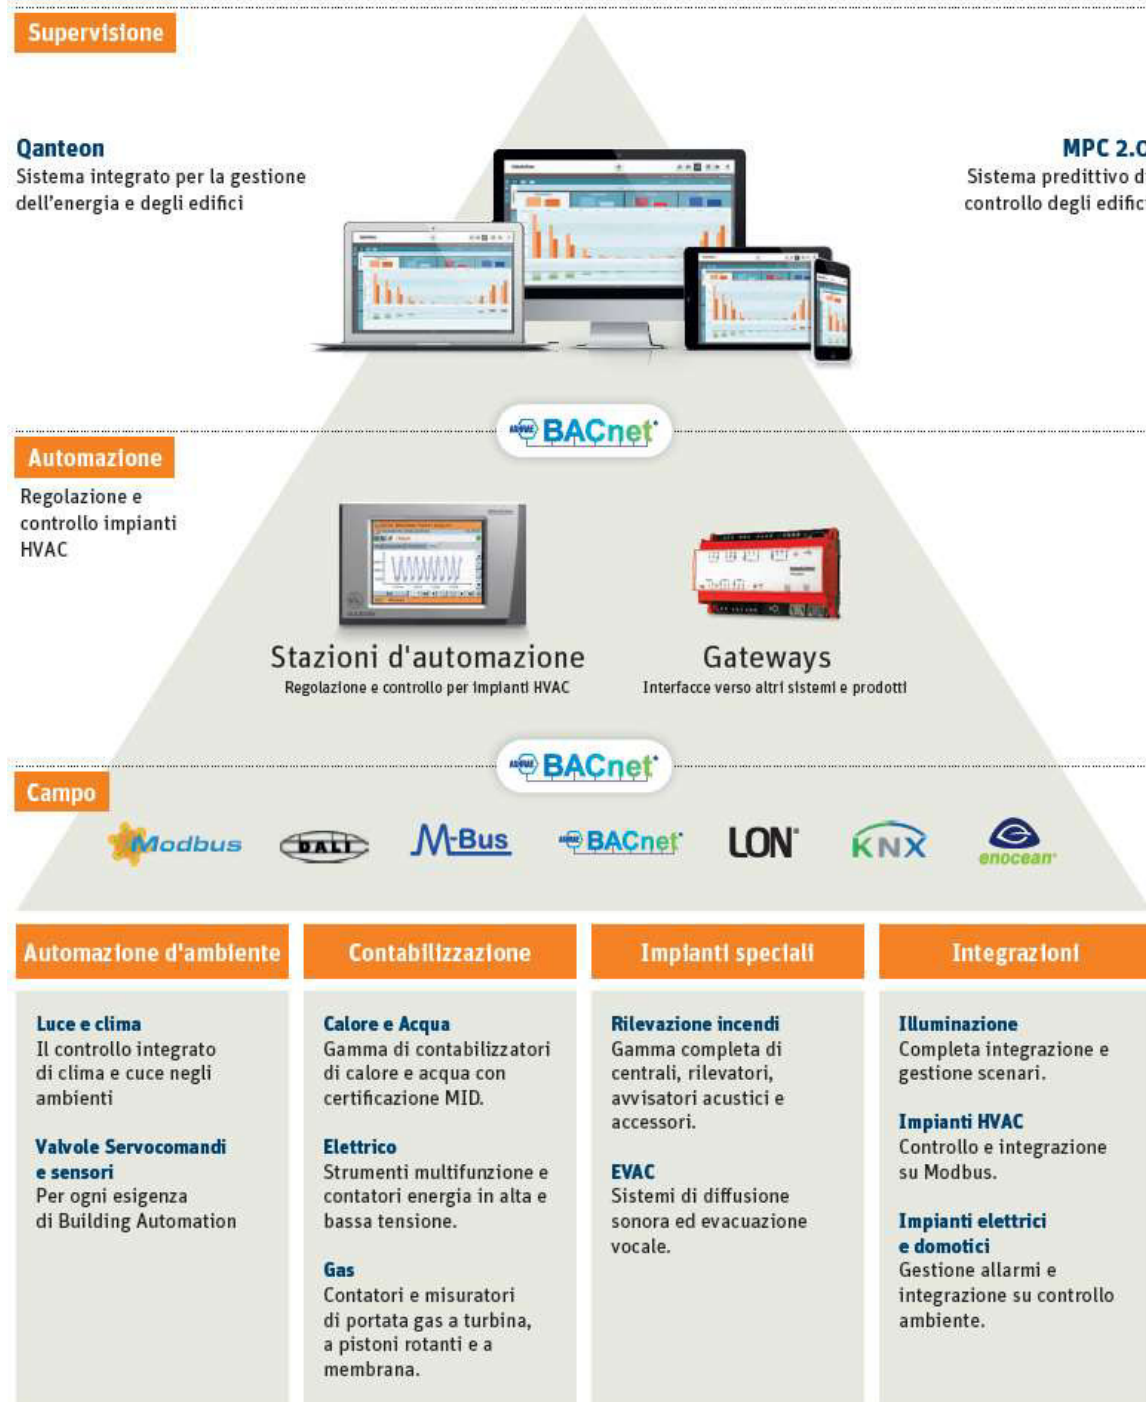 Supervisione
Qanteon
Sistema integrato per la gestione
dell'energia e degli edifici
MPC 2.0
Sistema predittivo di
controllo degli edifici
BACnet
Automazione
Regolazione e
controllo impianti
HVAC
Stazioni d'automazione
Regolazione e controllo per impianti HVAC
Gateways
Interfacce verso altri sistemi e prodotti
BACnet
Campo
Modbus
DALI
M-Bus
BACnet
LON
KNX
enocean
Automazione d'ambiente
Luce e clima
Il controllo integrato
di clima e cuce negli
ambienti
Valvole Servocomandi
e sensori
Per ogni esigenza
di Building Automation
Contabilizzazione
Calore e Acqua
Gamma di contabilizzatori
di calore e acqua con
certificazione MID.
Elettrico
Strumenti multifunzione e
contatori energia in alta e
bassa tensione.
Gas
Contatori e misuratori
di portata gas a turbina,
a pistoni rotanti e a
membrana.
Impianti speciali
Rilevazione incendi
Gamma completa di
centrali, rilevatori,
avvisatori acustici e
accessori.
EVAC
Sistemi di diffusione
sonora ed evacuazione
vocale.
Integrazioni
Illuminazione
Completa integrazione e
gestione scenari.
Impianti HVAC
Controllo e integrazione
su Modbus.
Impianti elettrici
e domotici
Gestione allarmi e
integrazione su controllo
ambiente.